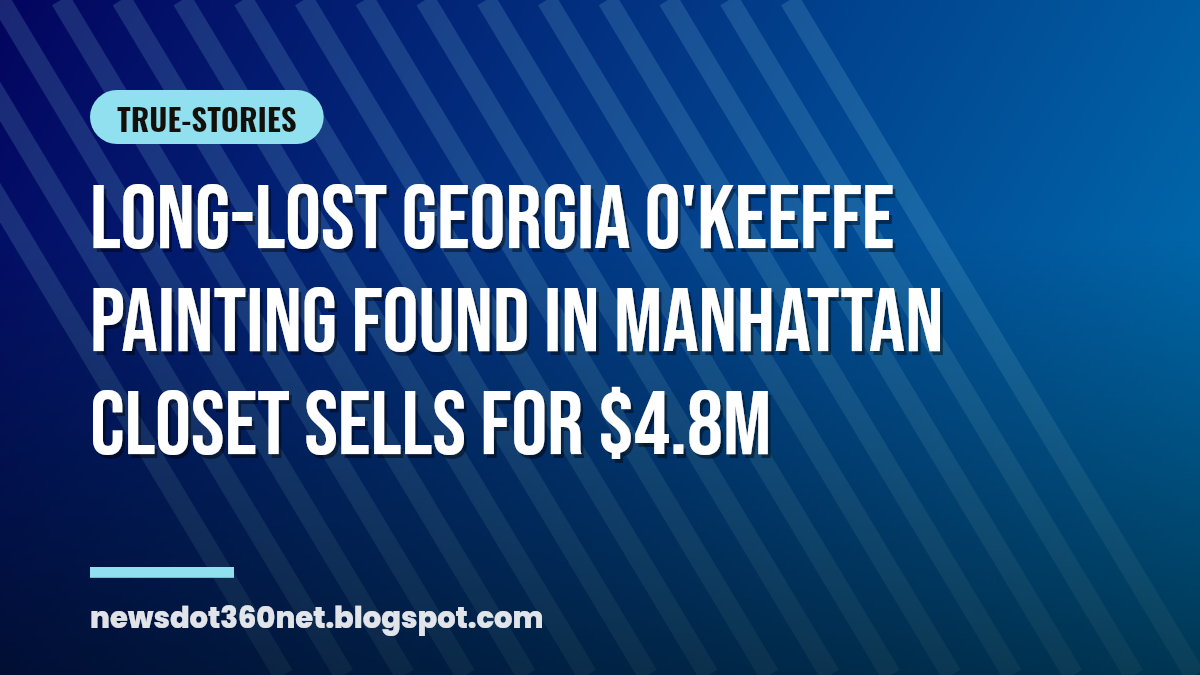 TRUE-STORIES
LONG-LOST GEORGIA O'KEEFFE
PAINTING FOUND IN MANHATTAN
CLOSET SELLS FOR $4.8M
newsdot360net.blogspot.com